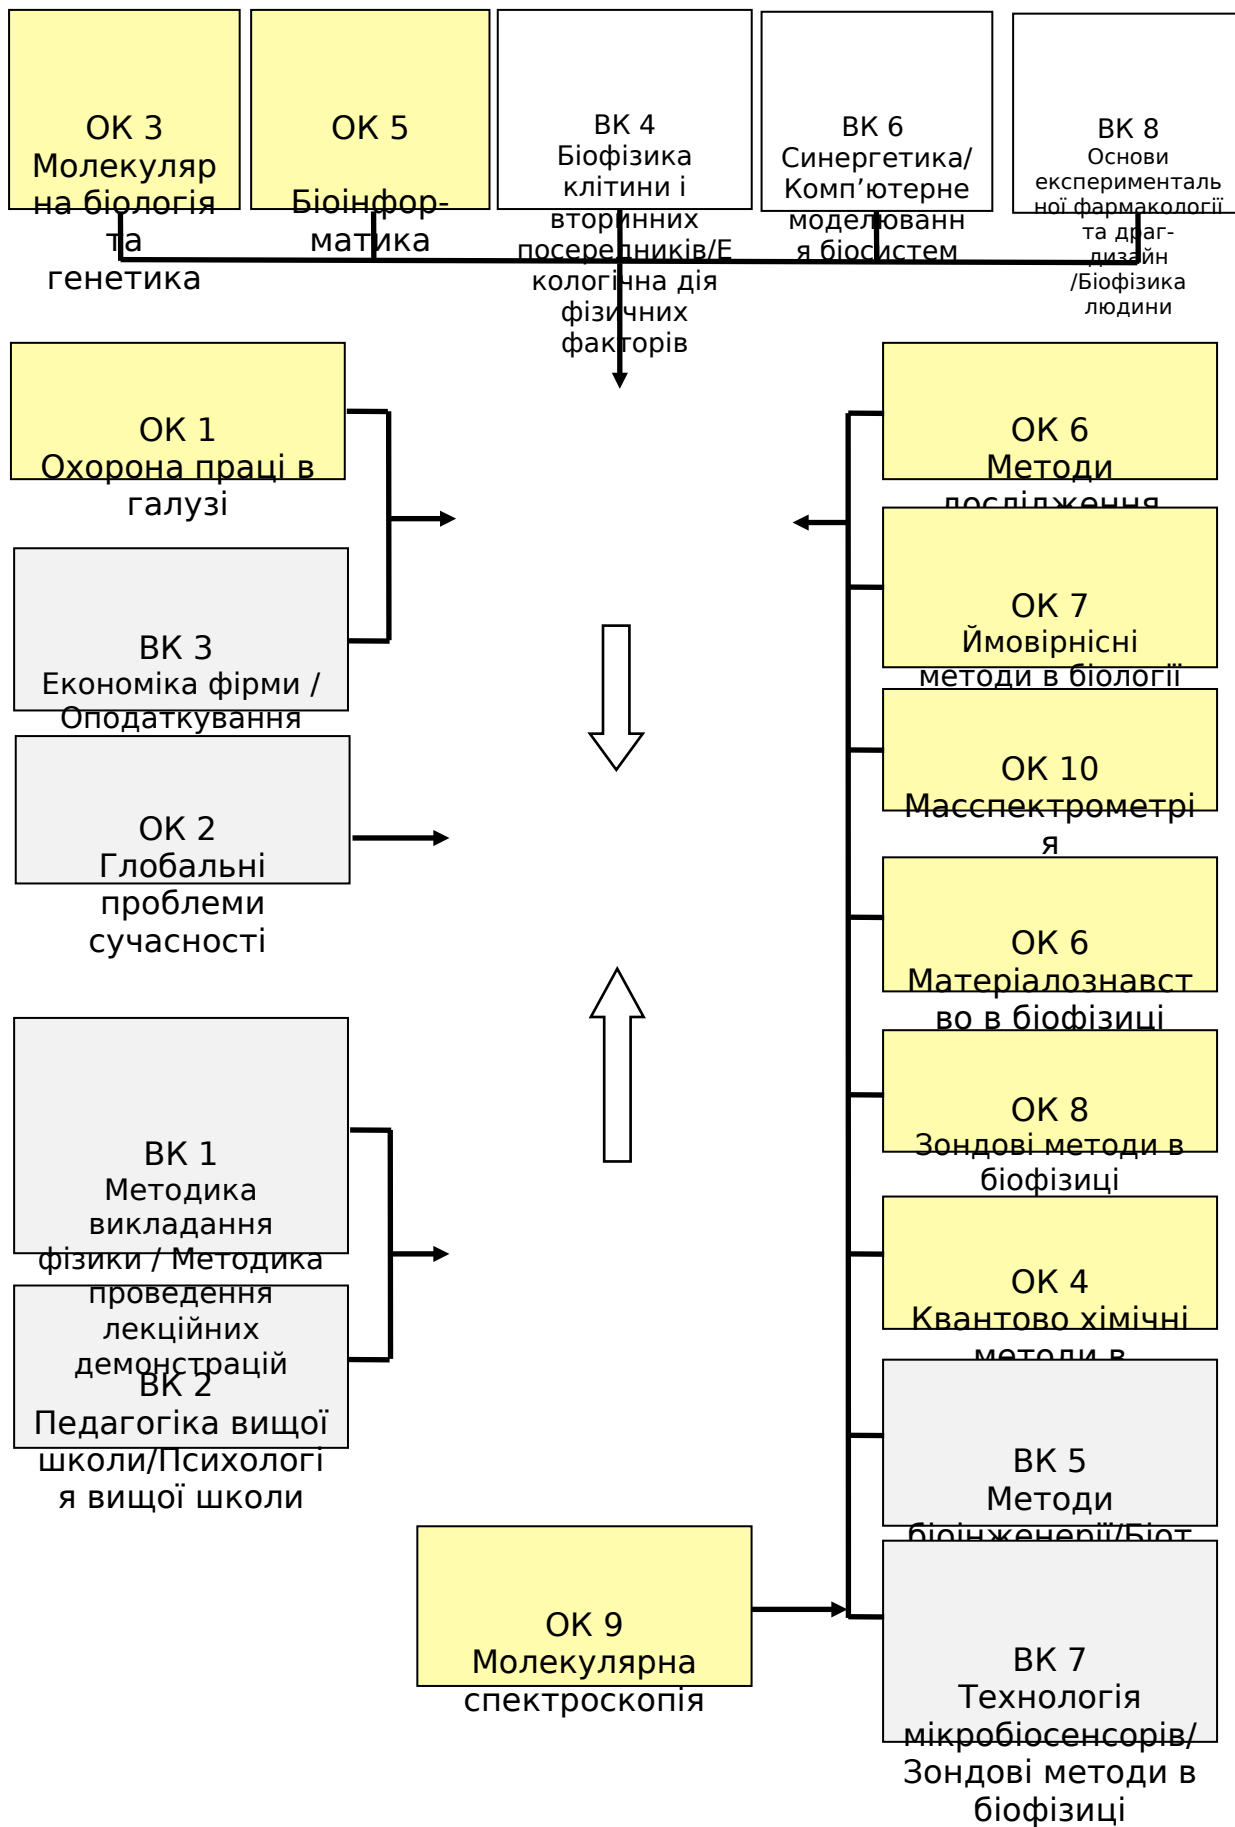 ОК 3
Молекуляр
на біологія
та
генетика
ОК 5
Біоінфор-
матика
ВК 4
Біофізика
клітини і
вторинних
посередників/Е
кологічна дія
фізичних
факторів
ВК 6
Синергетика/
Комп’ютерне
моделюванн
я біосистем
ВК 8
Основи
експерименталь
ної фармакології
та драг-
дизайн
/Біофізика
людини
ОК 1
Охорона праці в
галузі
ВК 3
Економіка фірми /
Оподаткування
ОК 2
Глобальні
проблеми
сучасності
ВК 1
Методика
викладання
фізики / Методика
проведення
лекційних
демонстрацій
ВК 2
Педагогіка вищої
школи/Психологі
я вищої школи
ОК 9
Молекулярна
спектроскопія
ОК 6
Методи
дослідження
ОК 7
Ймовірнісні
методи в біології
ОК 10
Масспектрометрі
я
ОК 6
Матеріалознавст
во в біофізиці
ОК 8
Зондові методи в
біофізиці
ОК 4
Квантово хімічні
методи в
ВК 5
Методи
біоінженерії/Біот
ВК 7
Технологія
мікробіосенсорів/
Зондові методи в
біофізиці